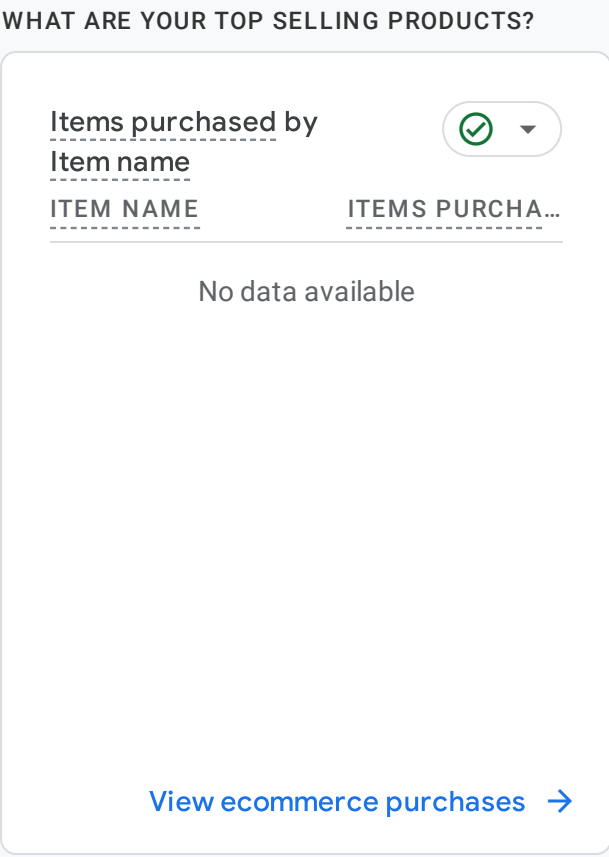 WHAT ARE YOUR TOP SELLING PRODUCTS?
Items purchased by
Item name
ITEM NAME ITEMS PURCHA...
No data available
View ecommerce purchases